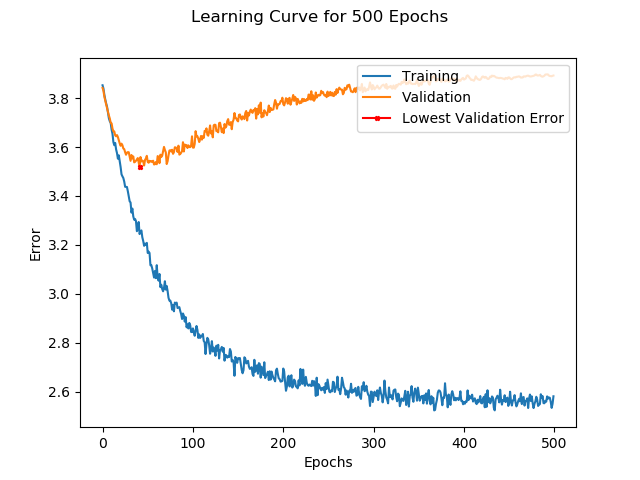 Learning Curve for 500 Epochs
Training
Validation
Lowest Validation Error
3.8
3.6
3.4
3.2
3.0
2.8
2.6
Error
0 100 200 300 400 500
Epochs